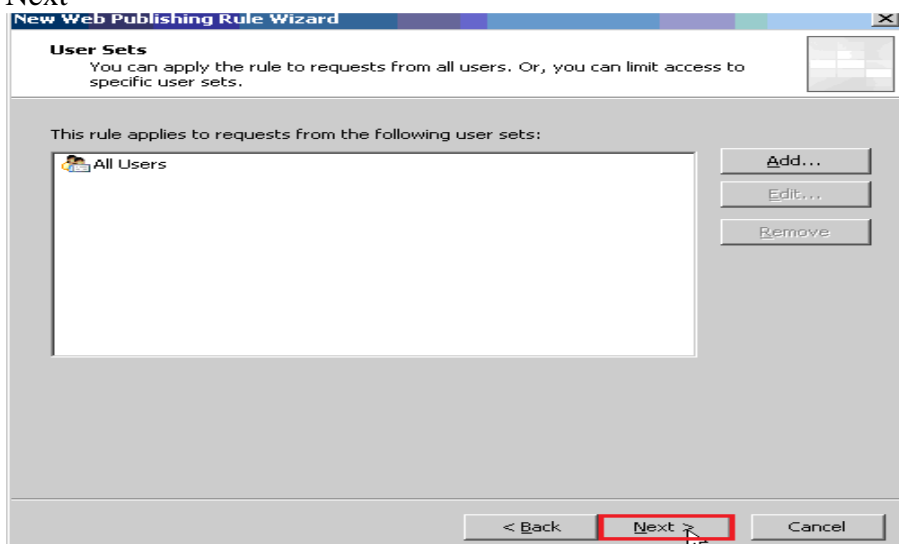 Next
New Web Publishing Rule Wizard
User Sets
You can apply the rule to requests from all users. Or, you can limit access to
specific user sets.
This rule applies to requests from the following user sets:
All Users
Add...
Edit...
Remove
< Back
Next >
Cancel